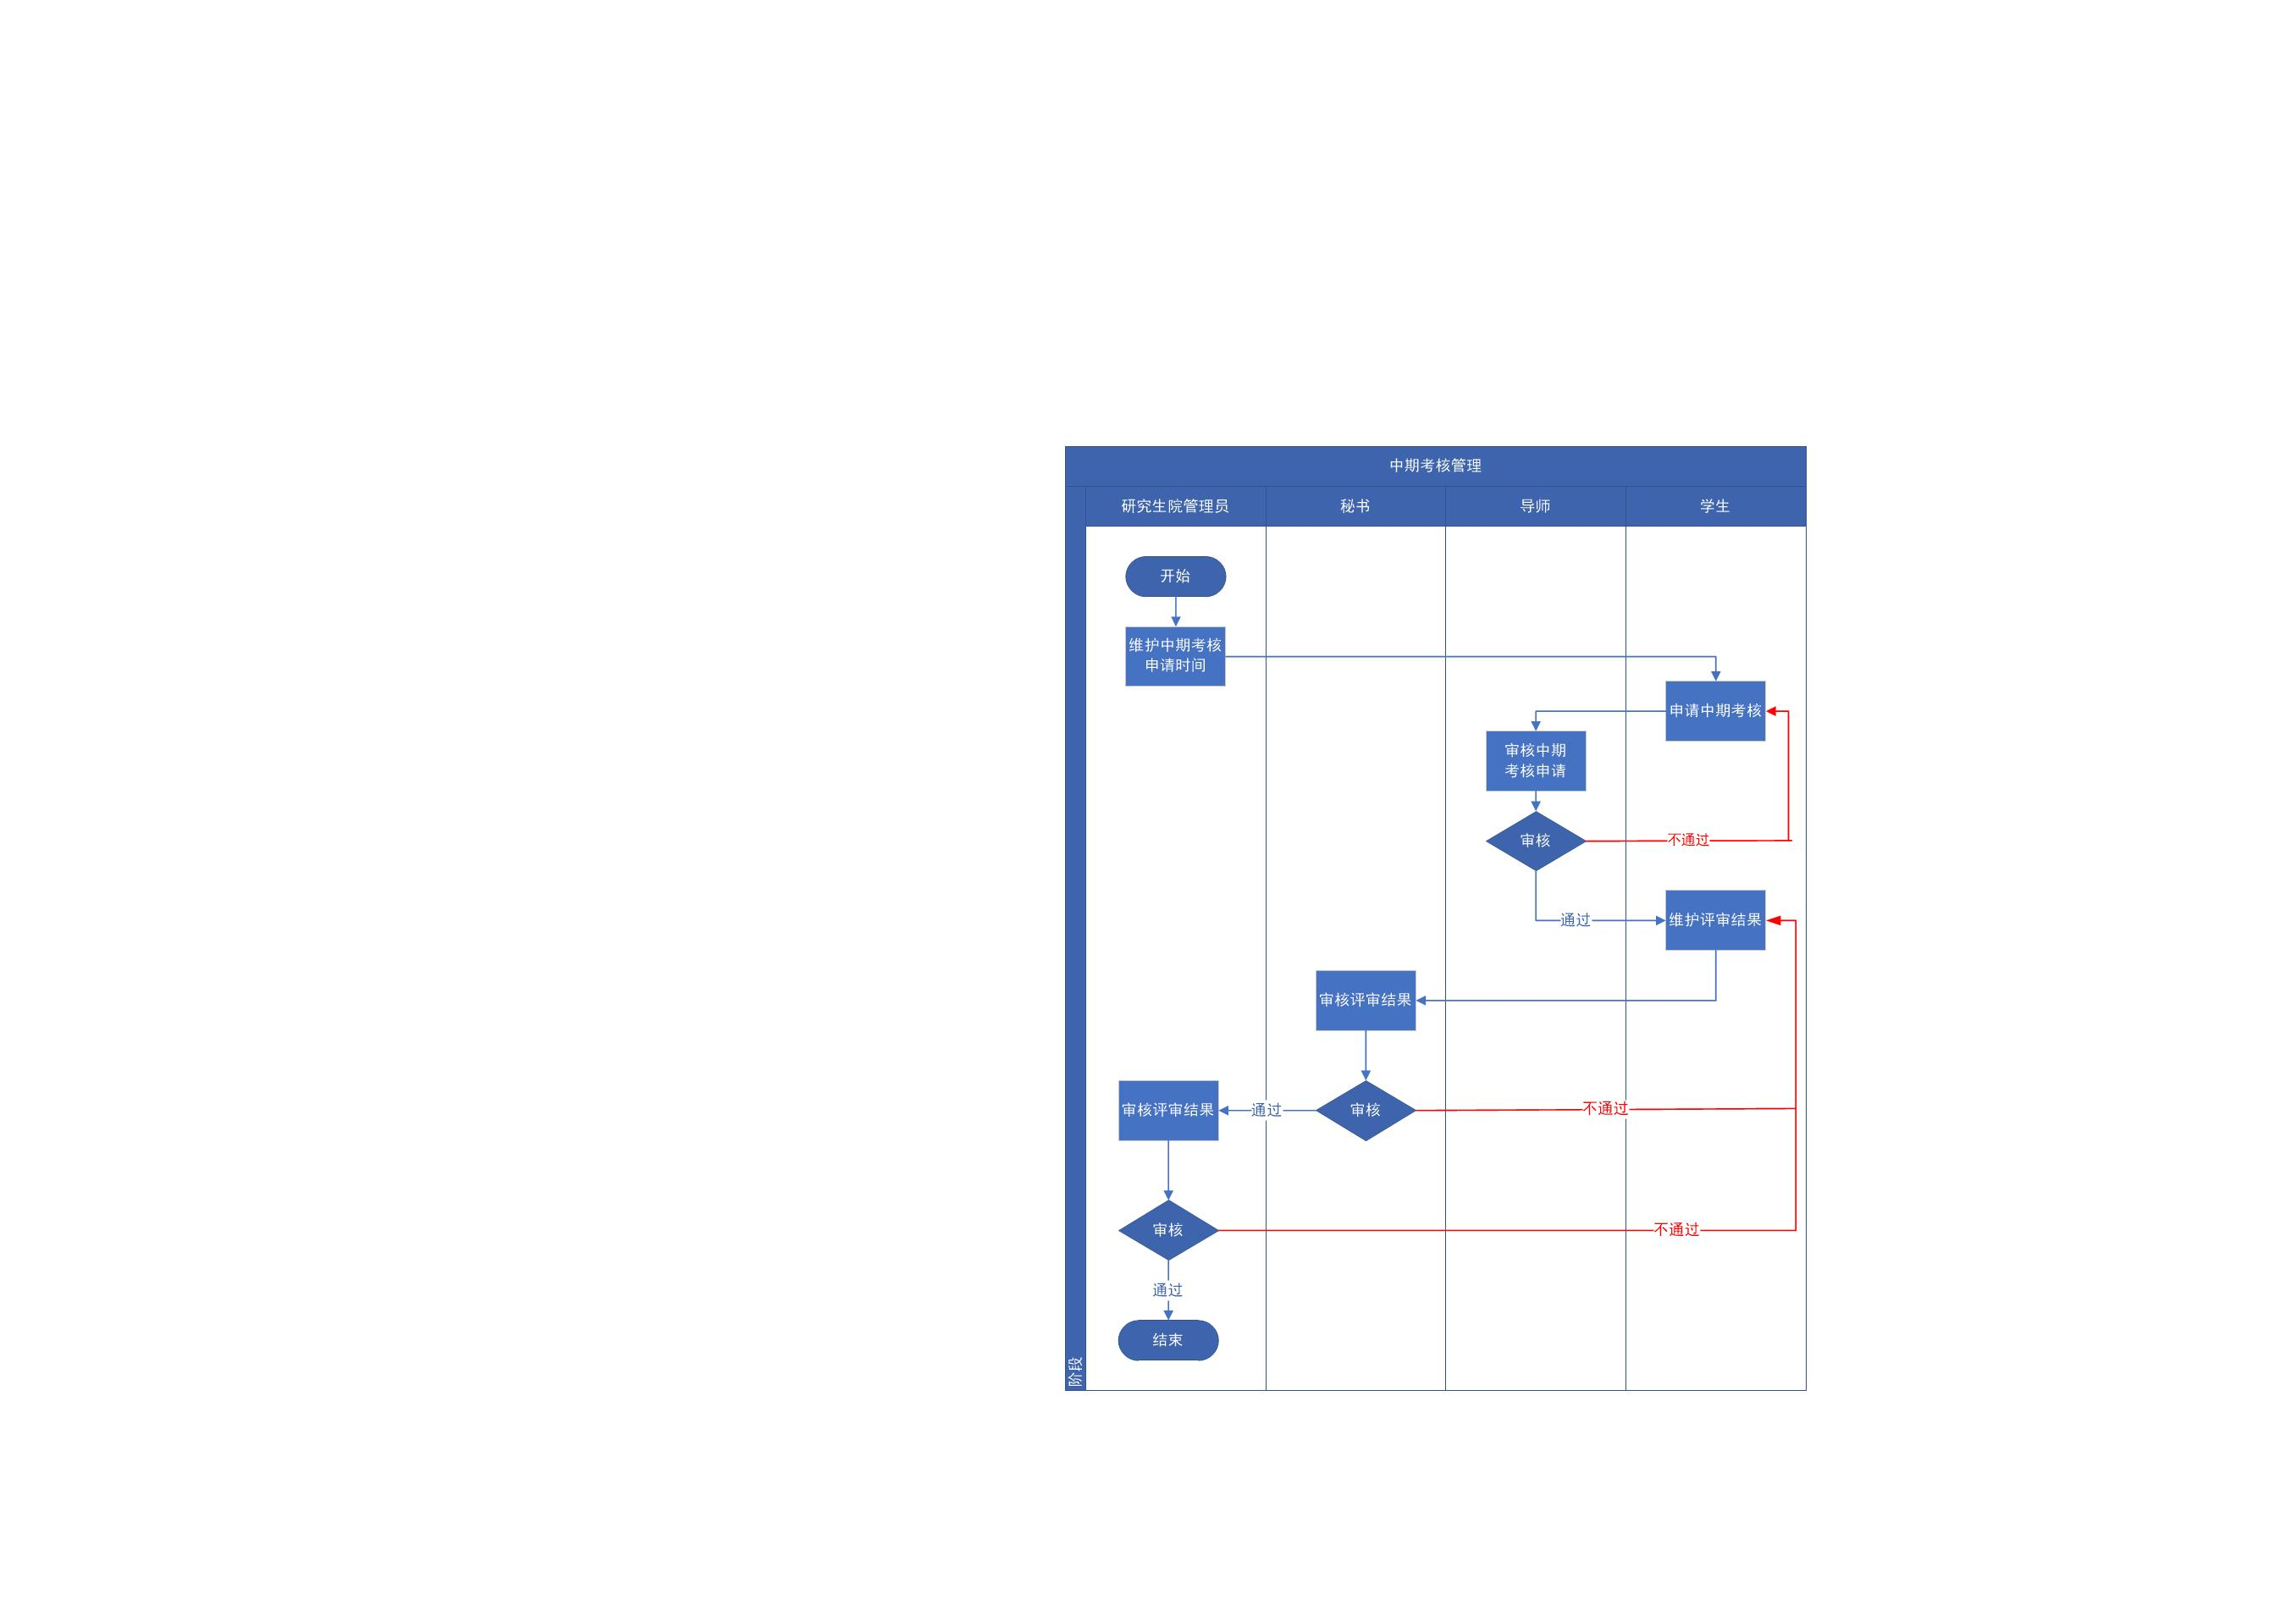 中期考核管理
研究生院管理员
秘书
导师
学生
开始
维护中期考核
申请时间
申请中期考核
审核中期
考核申请
审核
不通过
通过
维护评审结果
审核评审结果
审核评审结果
通过
审核
不通过
审核
不通过
通过
结束
阶段